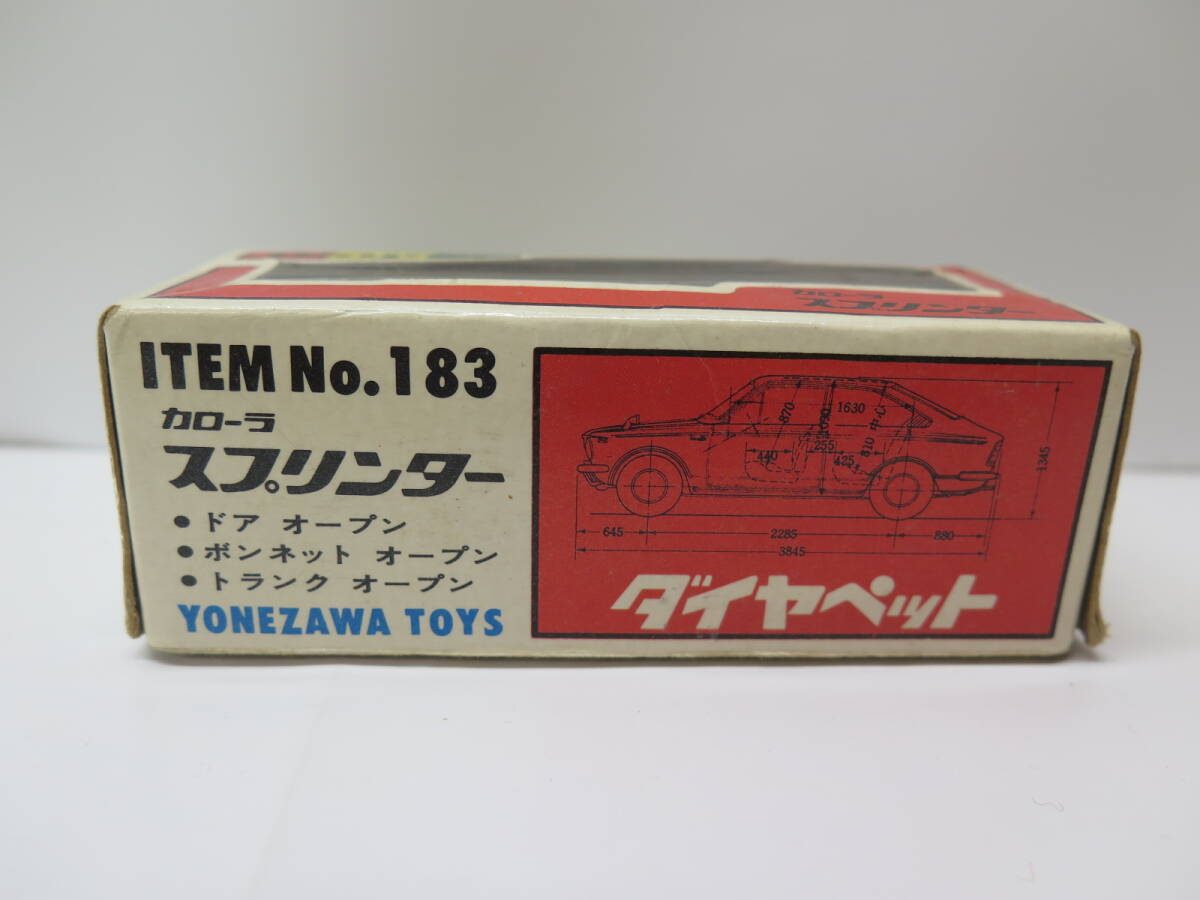 カローラ
スプリンター
ITEM No.183
カローラ
スプリンター
● ドア オープン
● ボンネット オープン
● トランク オープン
YONEZAWA TOYS
870
1630
440
255
425
810
1345
645
2285
880
3845
ダイヤペット